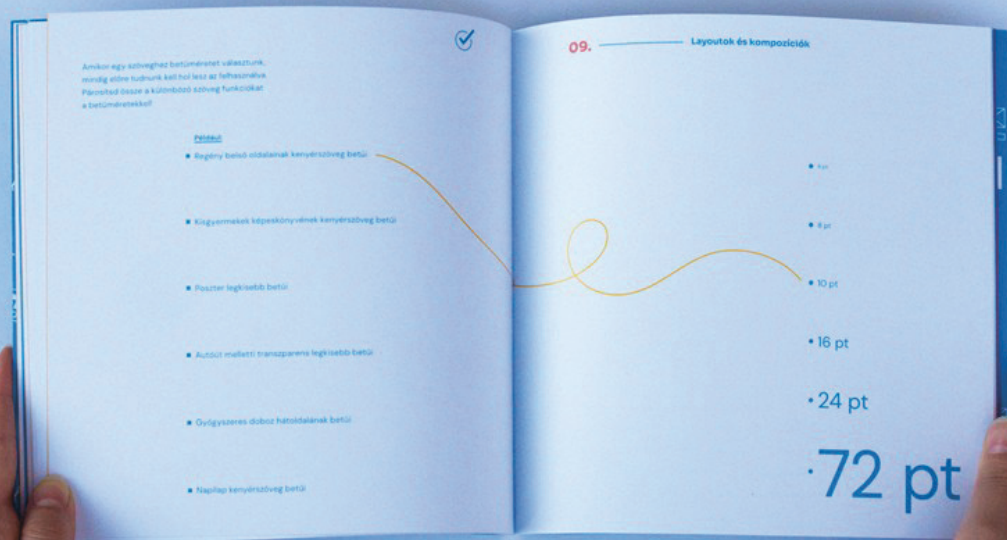 Amikor egy szöveghez betűméretet választunk,
mindig előre tudnunk kell hol lesz az felhasználva.
Párosítsd össze a különböző szöveg funkciókat
a betűméretekkel!
Például:
Regény belső oldalainak kenyérszöveg betűi
Kisgyermekek képeskönyvének kenyérszöveg betűi
Poszter legkisebb betűi
Autóút melletti transzparens legkisebb betűi
Gyógyszeres doboz hátoldalának betűi
Napilap kenyérszöveg betűi
09. Layoutok és kompozíciók
8 pt
10 pt
16 pt
24 pt
72 pt